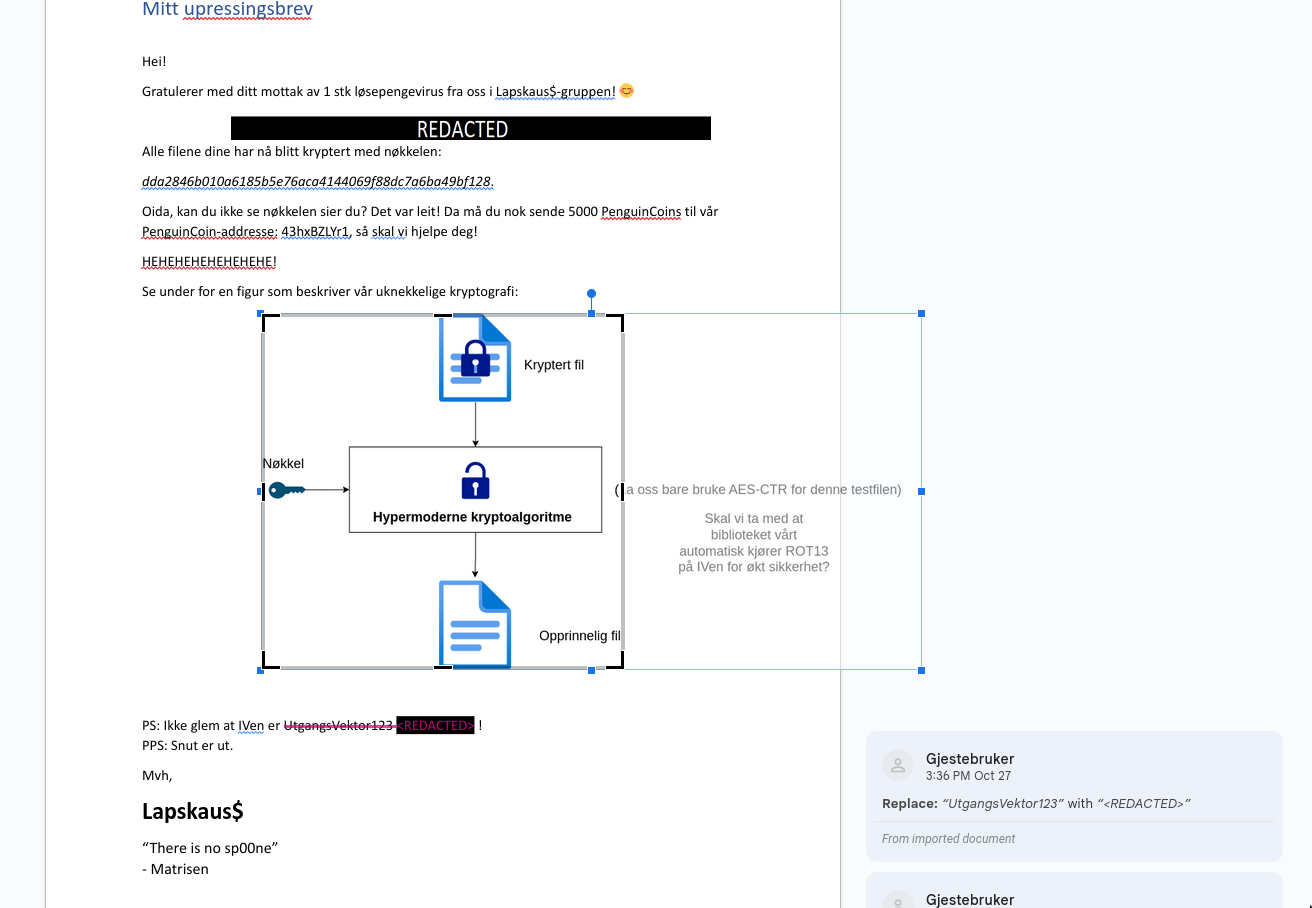 Mitt upressingsbrev
Hei!
Gratulerer med ditt mottak av 1 stk løsepengevirus fra oss i Lapskaus$-gruppen! 😊
REDACTED
Alle filene dine har nå blitt kryptert med nøkkelen:
dda2846b010a6185b5e76aca4144069f88dc7a6ba49bf128.
Oida, kan du ikke se nøkkelen sier du? Det var leit! Da må du nok sende 5000 PenguinCoins til vår
PenguinCoin-addresse: 43hxBZLYr1, så skal vi hjelpe deg!
HEHEHEHEHEHEHEHE!
Se under for en figur som beskriver vår uknekkelige kryptografi:
Kryptert fil
Nøkkel
Hypermoderne kryptoalgoritme
( a oss bare bruke AES-CTR for denne testfilen)
Skal vi ta med at
biblioteket vårt
automatisk kjører ROT13
på IVen for økt sikkerhet?
Opprinnelig fil
PS: Ikke glem at IVen er UtgangsVektor123 <REDACTED> !
PPS: Snut er ut.
Mvh,
Lapskaus$
“There is no sp00ne”
- Matrisen
Gjestebruker
3:36 PM Oct 27
Replace: “UtgangsVektor123” with “<REDACTED>”
From imported document
Gjestebruker